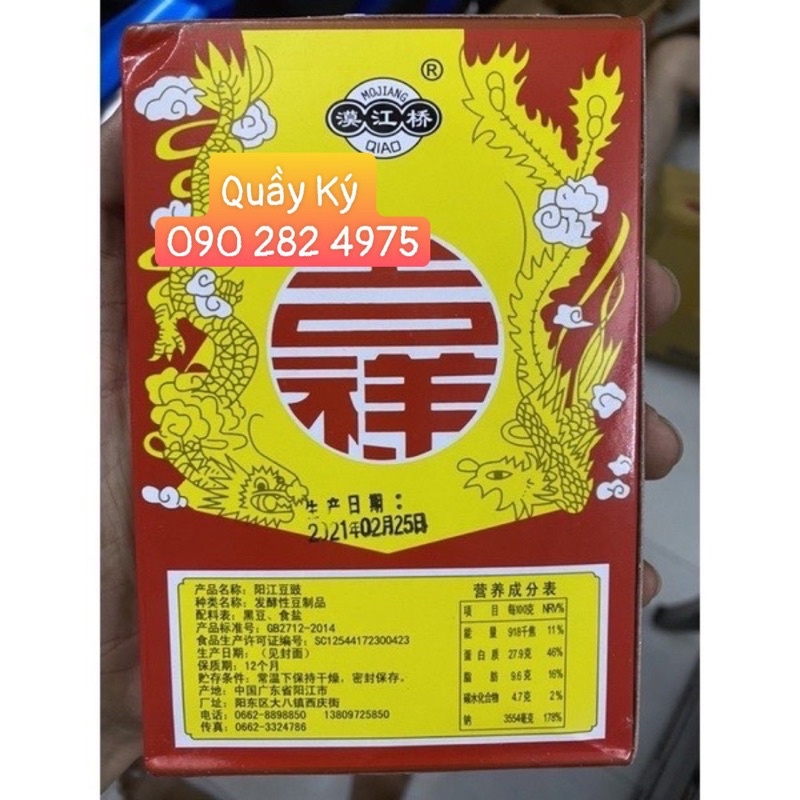 MOJIANG
®
漠江桥
QIAO
Quầy Ký
090 282 4975
吉
祥
生产日期：
2021年02月25日
产品名称：阳江豆豉
种类名称：发酵性豆制品
配料表：黑豆、食盐
产品标准号：GB2712-2014
食品生产许可证编号：SC12544172300423
生产日期：（见封面）
保质期：12个月
贮存条件：常温下保持干燥，密封保存。
产地：中国广东省阳江市
厂址：阳东区大八镇西庆街
电话：0662-8898850 13809725850
传真：0662-3324786
营养成分表
项 目 每100克 NRV%
能 量 918千焦 11%
蛋白质 27.9克 46%
脂 肪 9.6克 16%
碳水化合物 4.7克 2%
钠 3554毫克 178%